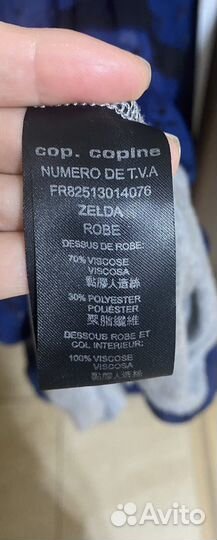 cop. copine
NUMERO DE T.V.A
FR82513014076
ZELDA
ROBE
DESSUS DE ROBE:
70% VISCOSE
VISCOSA
黏膠人造絲
30% POLYESTER
POLIÉSTER
聚脂纖維
DESSOUS ROBE ET
COL INTERIEUR:
100% VISCOSE
VISCOSA
黏膠人造絲
Avito